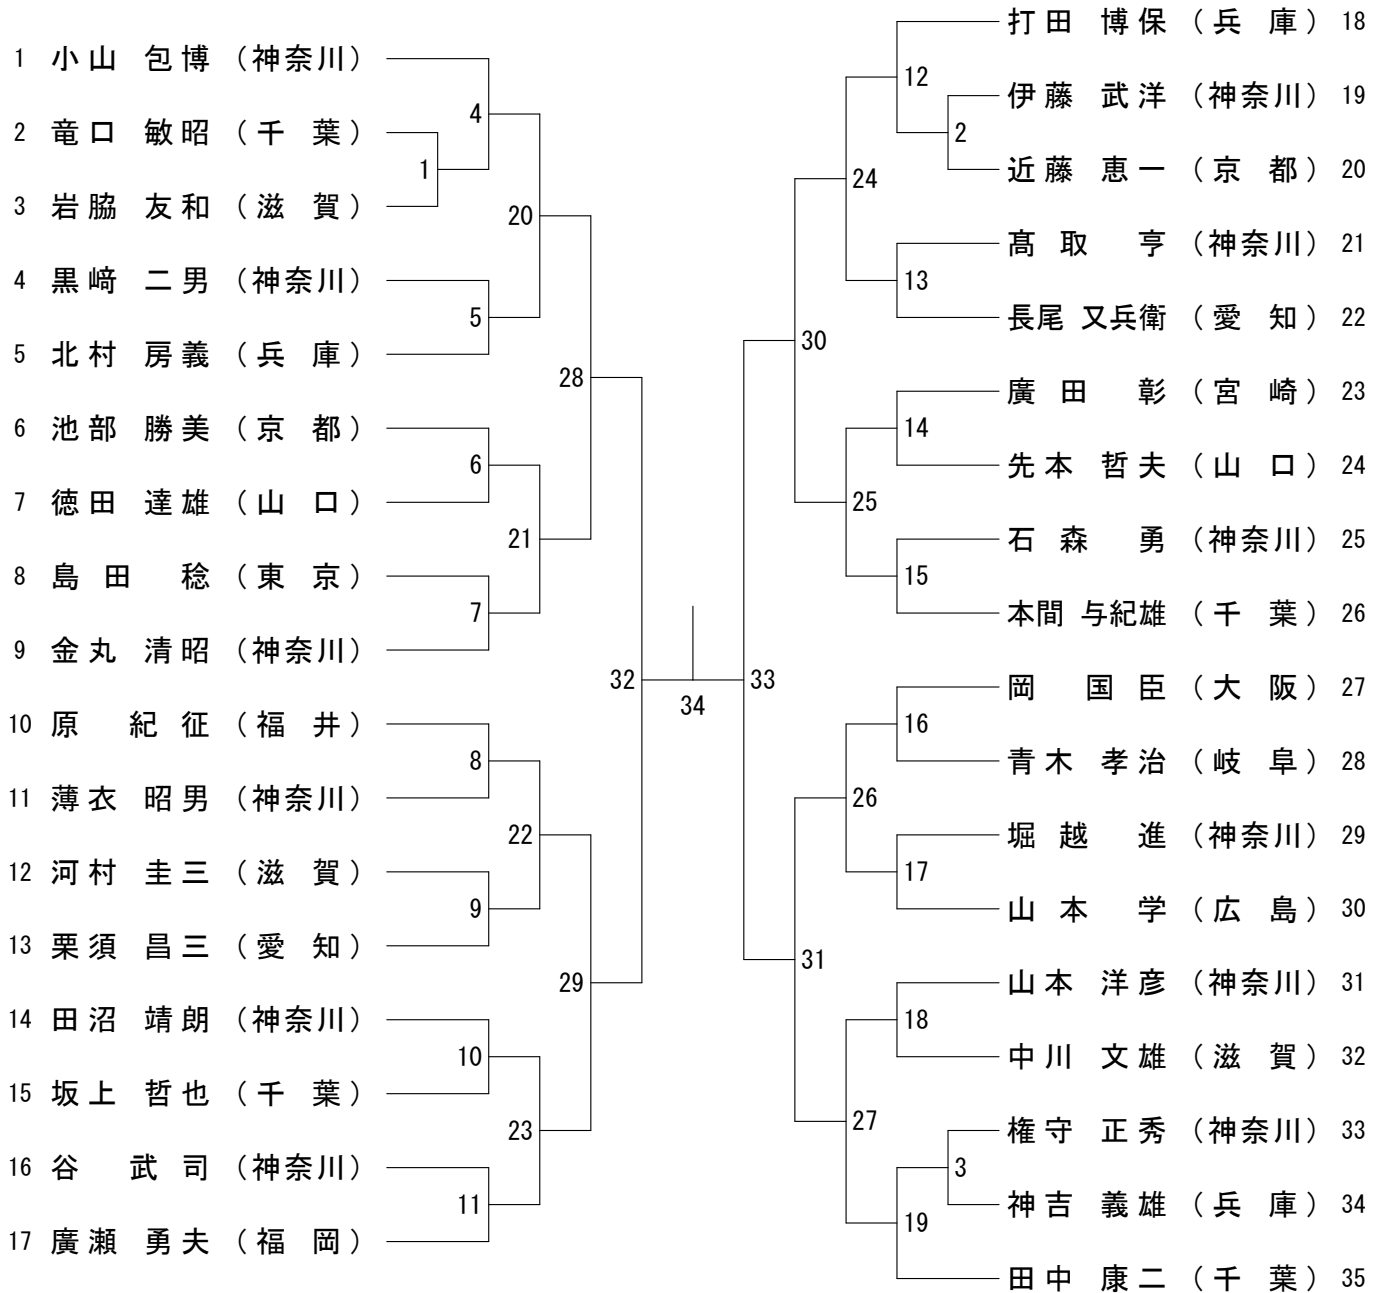 1 小山 包博 (神奈川)
2 竜口 敏昭 (千 葉)
3 岩脇 友和 (滋 賀)
4 黒﨑 二男 (神奈川)
5 北村 房義 (兵 庫)
6 池部 勝美 (京 都)
7 徳田 達雄 (山 口)
8 島田 稔 (東 京)
9 金丸 清昭 (神奈川)
10 原 紀征 (福 井)
11 薄衣 昭男 (神奈川)
12 河村 圭三 (滋 賀)
13 栗須 昌三 (愛 知)
14 田沼 靖朗 (神奈川)
15 坂上 哲也 (千 葉)
16 谷 武司 (神奈川)
17 廣瀬 勇夫 (福 岡)
1
4
5
6
7
8
9
10
11
20
21
22
23
28
29
32
34
33
30
31
24
25
26
27
12
13
14
15
16
17
18
19
2
3
打田 博保 (兵 庫) 18
伊藤 武洋 (神奈川) 19
近藤 恵一 (京 都) 20
髙取 亨 (神奈川) 21
長尾 又兵衛 (愛 知) 22
廣田 彰 (宮 崎) 23
先本 哲夫 (山 口) 24
石森 勇 (神奈川) 25
本間 与紀雄 (千 葉) 26
岡 国臣 (大 阪) 27
青木 孝治 (岐 阜) 28
堀越 進 (神奈川) 29
山本 学 (広 島) 30
山本 洋彦 (神奈川) 31
中川 文雄 (滋 賀) 32
権守 正秀 (神奈川) 33
神吉 義雄 (兵 庫) 34
田中 康二 (千 葉) 35